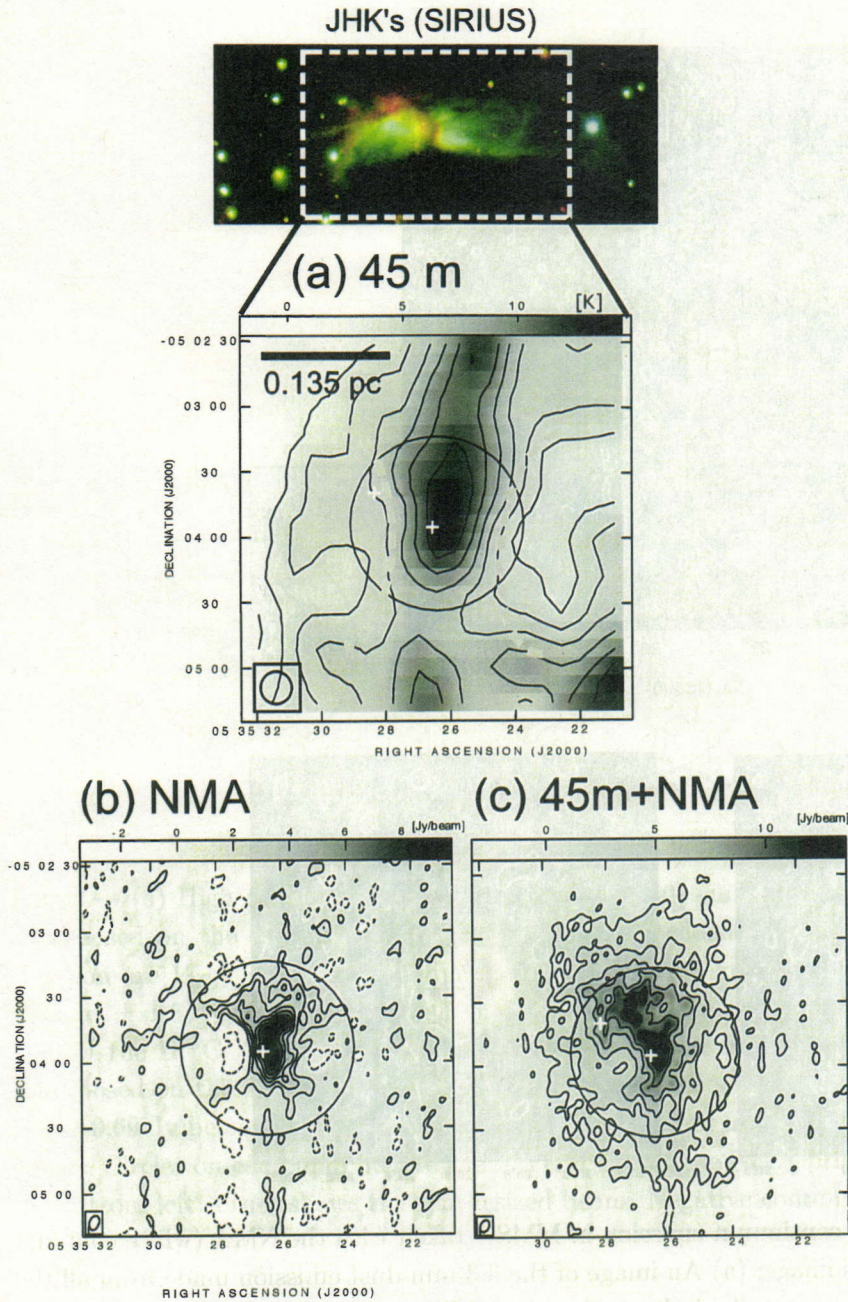 JHK's (SIRIUS)
(a) 45 m
0 5 10 [K]
-05 02 30
0.135 pc
03 00
30
04 00
30
05 00
DECLINATION (J2000)
05 35 32 30 28 26 24 22
RIGHT ASCENSION (J2000)
(b) NMA
-2 0 2 4 6 8 [Jy/beam]
-05 02 30
03 00
30
04 00
30
05 00
DECLINATION (J2000)
05 35 32 30 28 26 24 22
RIGHT ASCENSION (J2000)
(c) 45m+NMA
0 5 10 [Jy/beam]
30 28 26 24 22